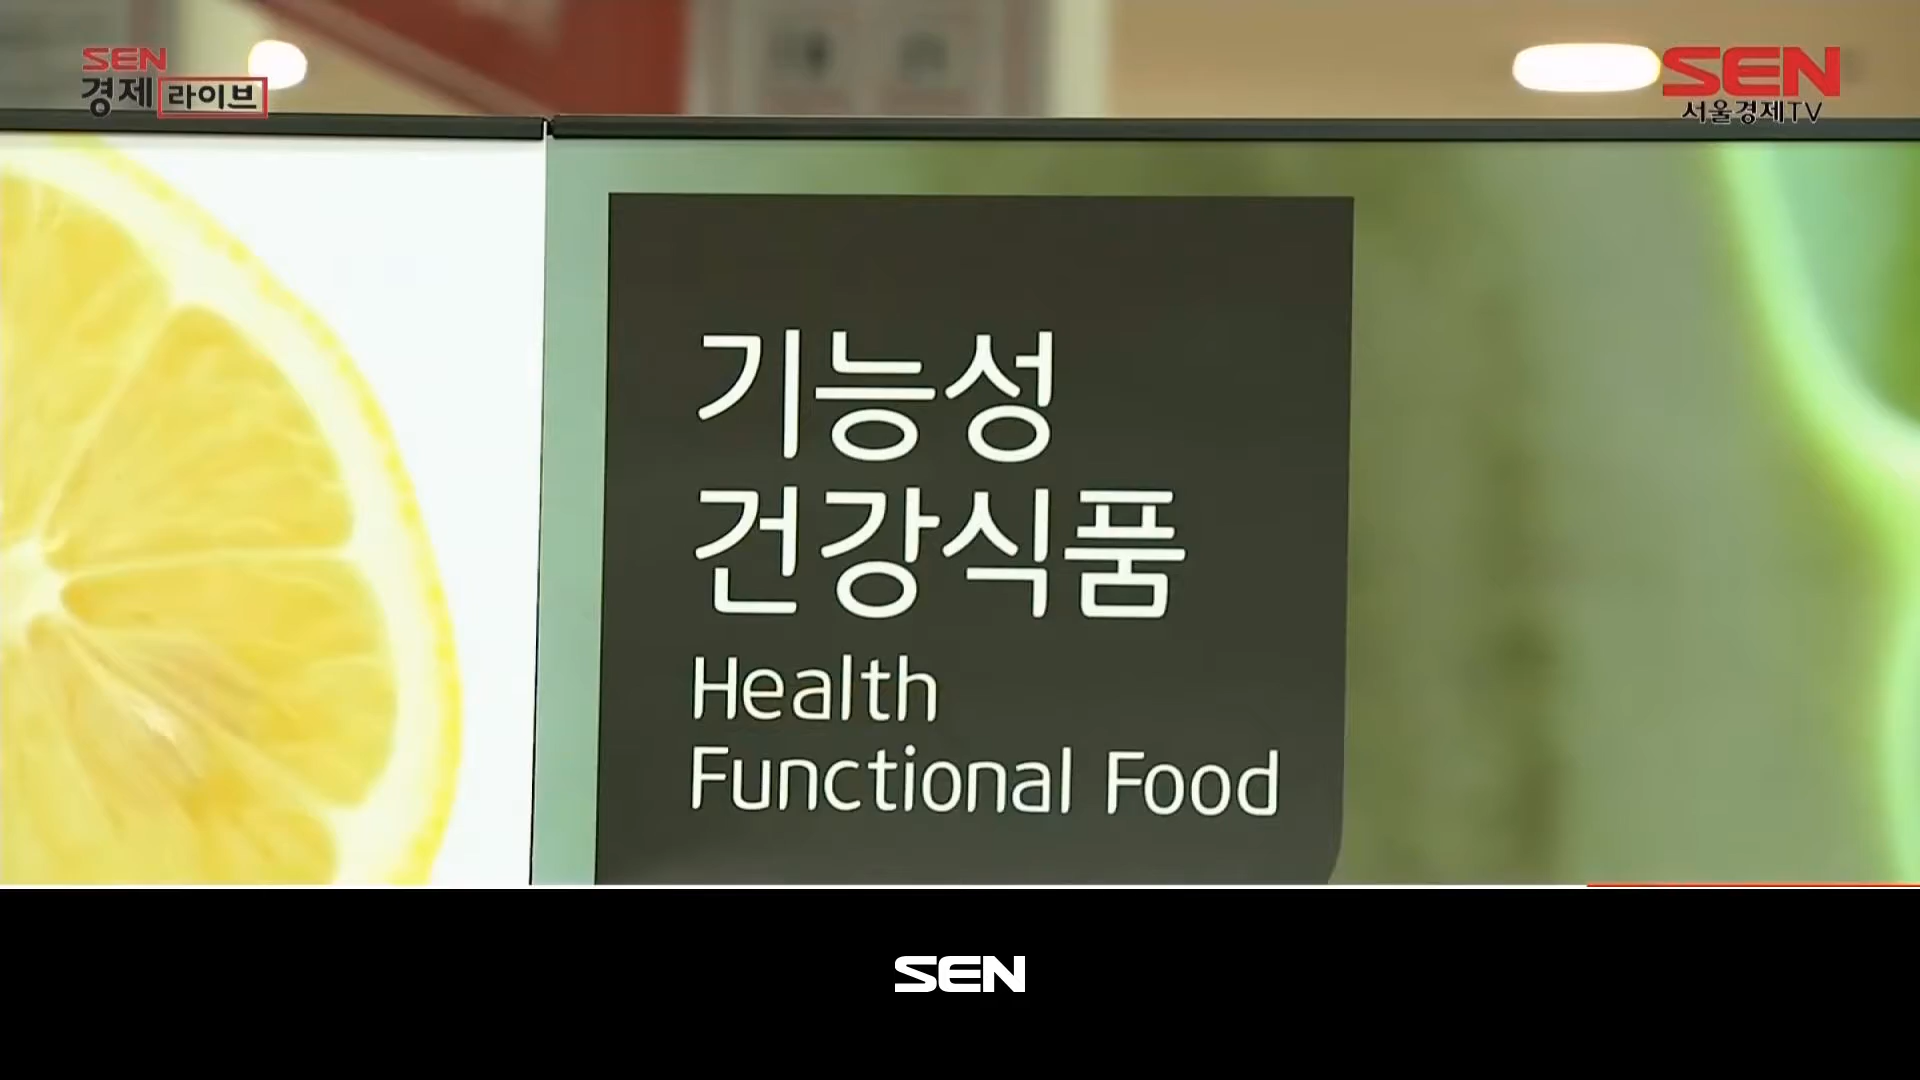 SEN
경제 라이브
SEN
서울경제TV
기능성
건강식품
Health
Functional Food
SEN